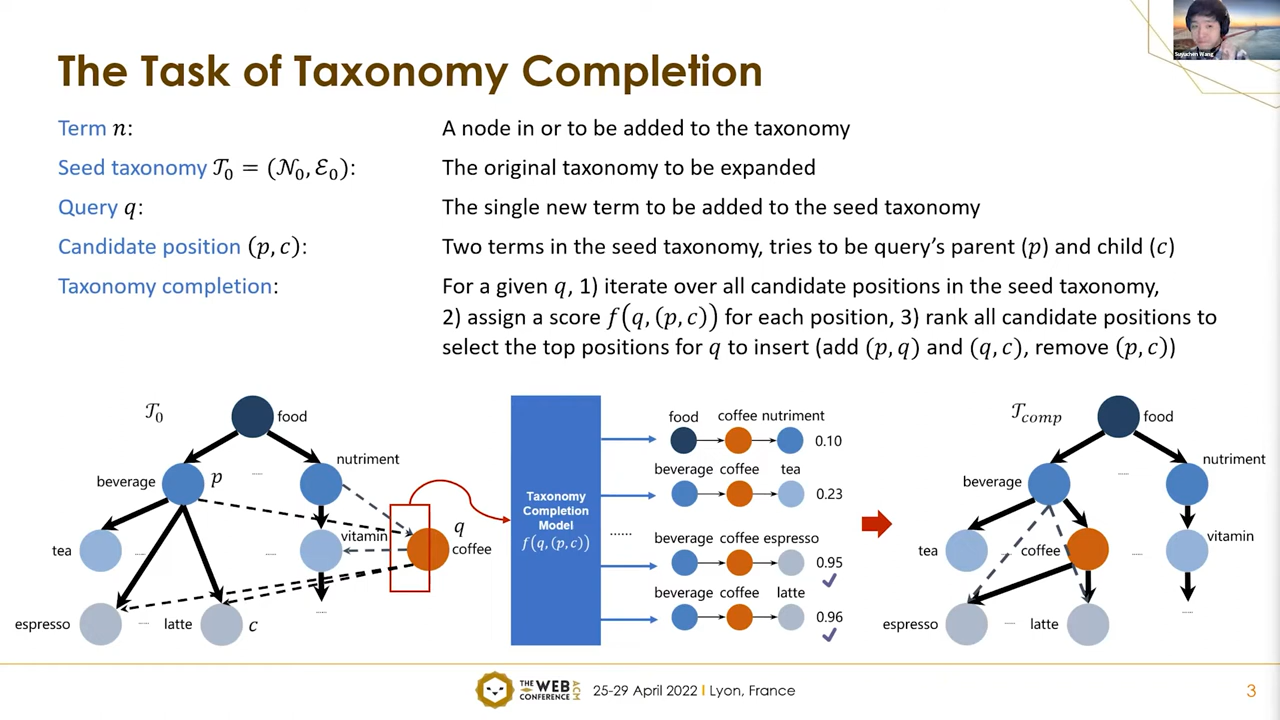 The Task of Taxonomy Completion
Suyuchen Wang
Term n: A node in or to be added to the taxonomy
Seed taxonomy 𝒯₀ = (𝒩₀, ℰ₀): The original taxonomy to be expanded
Query q: The single new term to be added to the seed taxonomy
Candidate position (p, c): Two terms in the seed taxonomy, tries to be query's parent (p) and child (c)
Taxonomy completion: For a given q, 1) iterate over all candidate positions in the seed taxonomy,
2) assign a score f(q, (p, c)) for each position, 3) rank all candidate positions to
select the top positions for q to insert (add (p, q) and (q, c), remove (p, c))
𝒯₀
food
beverage
p
......
nutriment
tea
...
...
vitamin
q
coffee
espresso
......
latte
c
......
Taxonomy
Completion
Model
f(q, (p, c))
food coffee nutriment
0.10
beverage coffee tea
0.23
......
beverage coffee espresso
0.95
beverage coffee latte
0.96
𝒯comp
food
beverage
......
nutriment
tea
...
coffee
...
vitamin
espresso
...
latte
......
THE WEB CONFERENCE ACM
25-29 April 2022 | Lyon, France
3